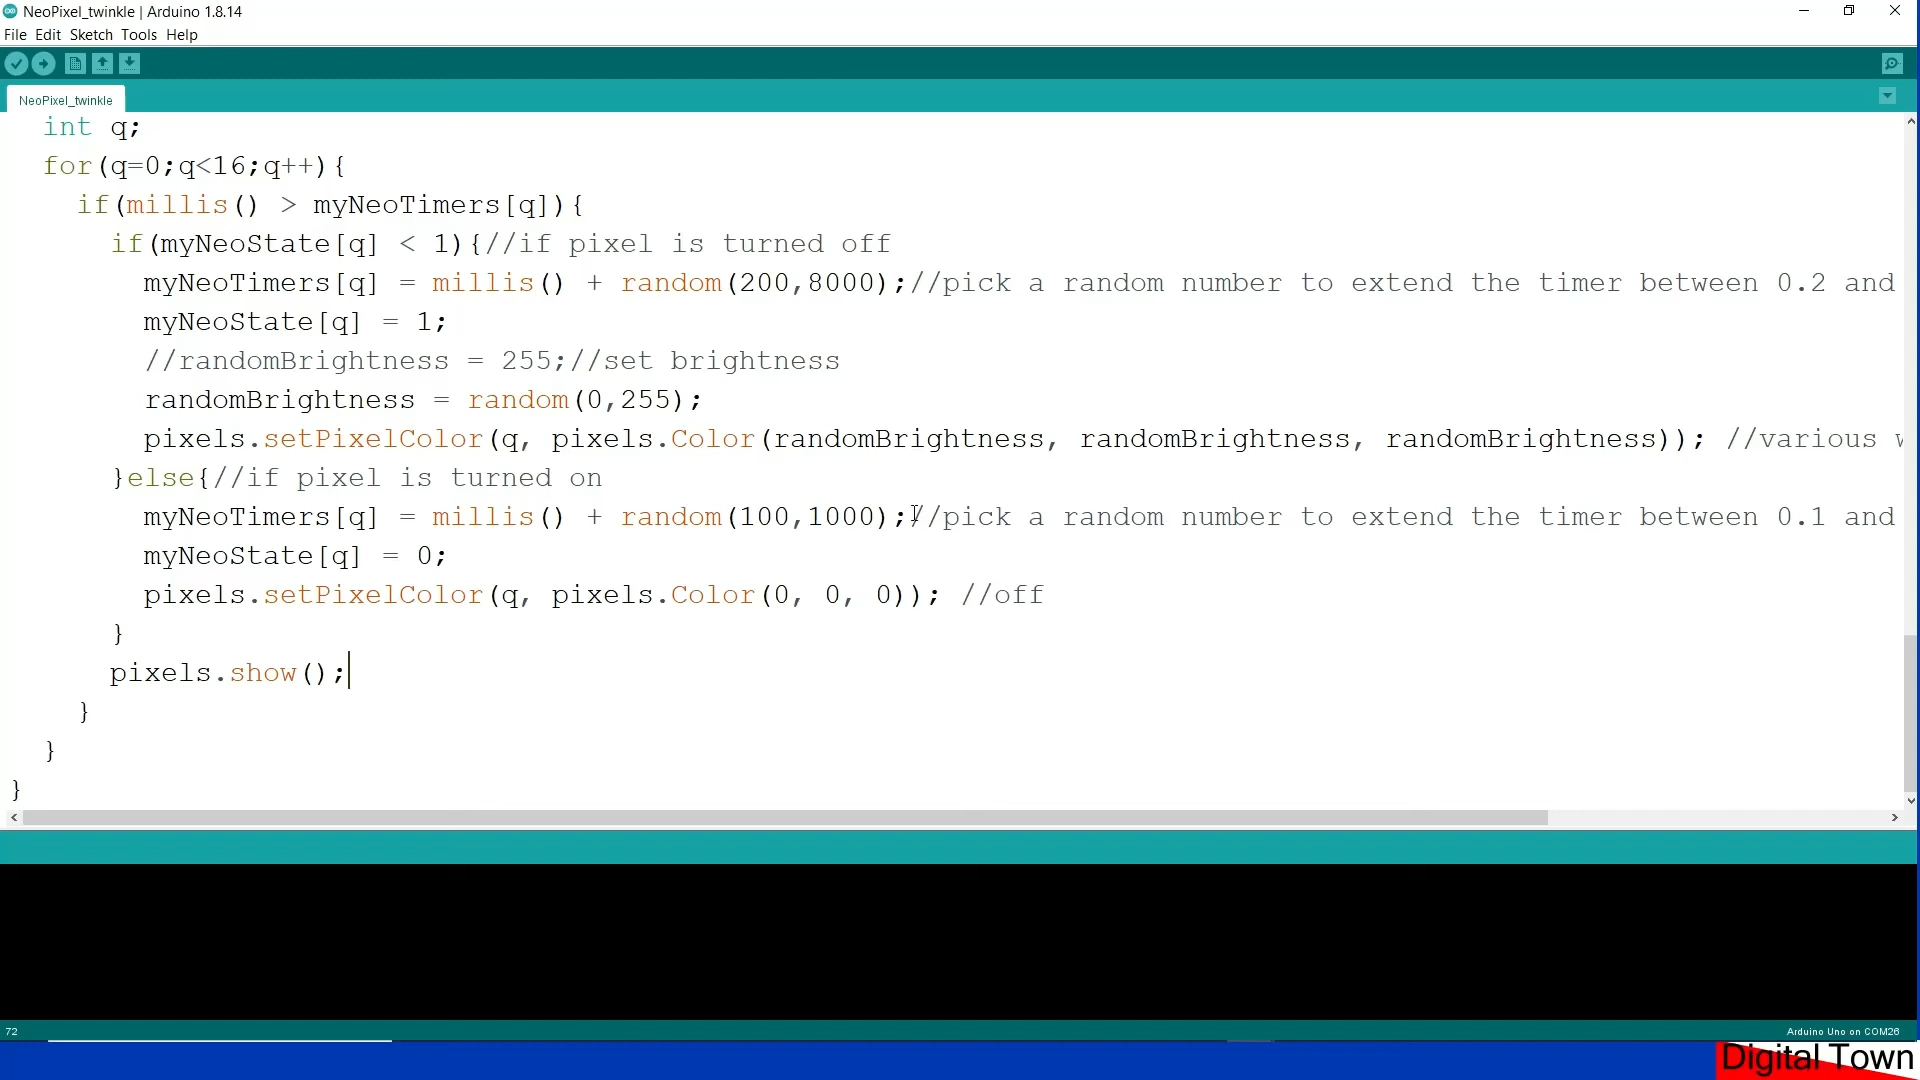 NeoPixel_twinkle | Arduino 1.8.14
File Edit Sketch Tools Help
NeoPixel_twinkle
int q;
for(q=0;q<16;q++){
if(millis() > myNeoTimers[q]){
if(myNeoState[q] < 1){//if pixel is turned off
myNeoTimers[q] = millis() + random(200,8000);//pick a random number to extend the timer between 0.2 and
myNeoState[q] = 1;
//randomBrightness = 255;//set brightness
randomBrightness = random(0,255);
pixels.setPixelColor(q, pixels.Color(randomBrightness, randomBrightness, randomBrightness)); //various
}else{//if pixel is turned on
myNeoTimers[q] = millis() + random(100,1000);//pick a random number to extend the timer between 0.1 and
myNeoState[q] = 0;
pixels.setPixelColor(q, pixels.Color(0, 0, 0)); //off
}
pixels.show();
}
}
}
72
Arduino Uno on COM26
Digital Town